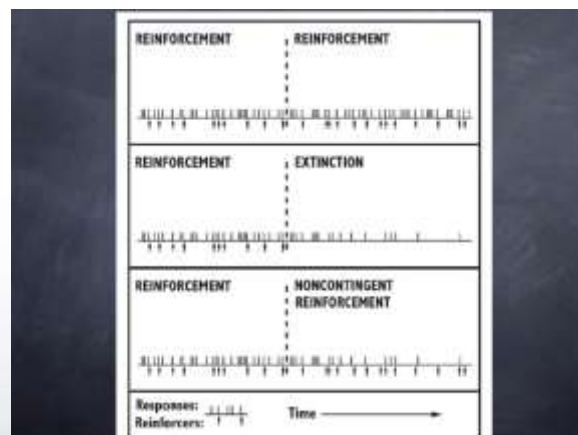 REINFORCEMENT REINFORCEMENT
REINFORCEMENT EXTINCTION
REINFORCEMENT NONCONTINGENT
REINFORCEMENT
Responses:
Reinforcers:
Time